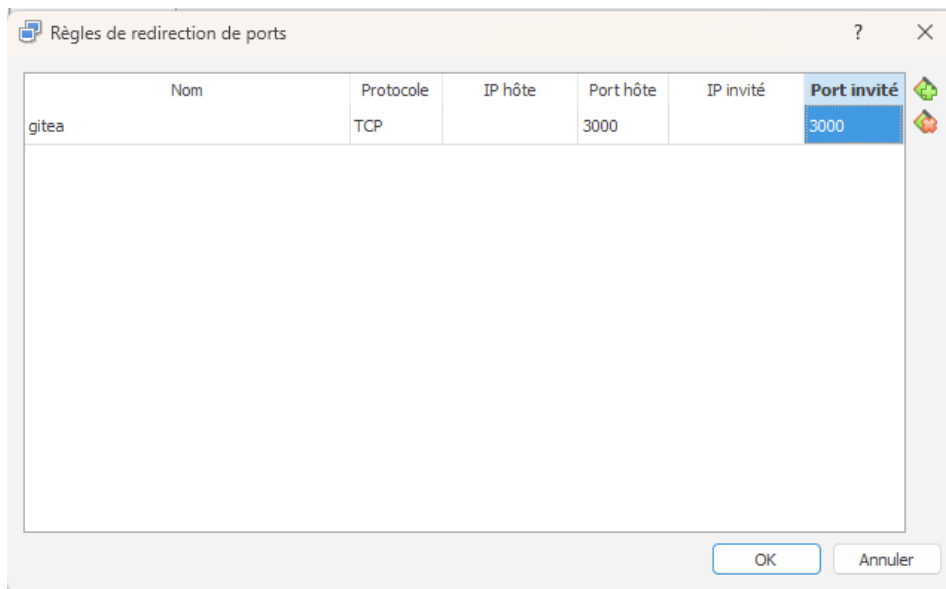 Règles de redirection de ports ?
Nom Protocole IP hôte Port hôte IP invité Port invité
gitea TCP 3000 3000
OK Annuler